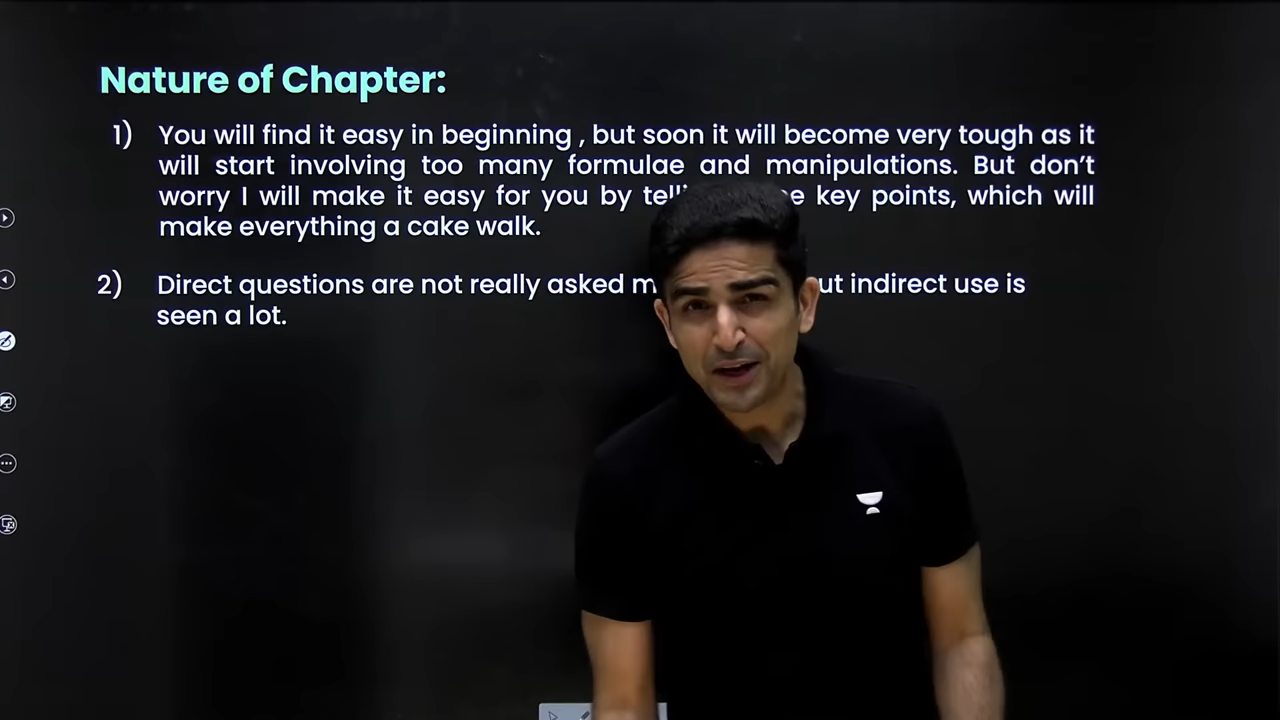 Nature of Chapter:
1) You will find it easy in beginning , but soon it will become very tough as it
will start involving too many formulae and manipulations. But don't
worry I will make it easy for you by key points, which will
make everything a cake walk.
2) Direct questions are not really asked indirect use is
seen a lot.